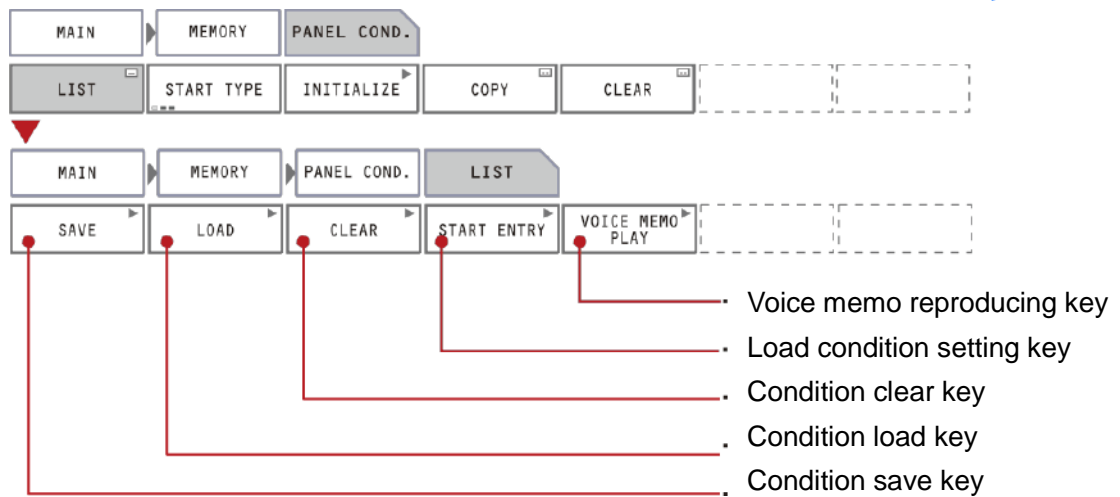 MAIN MEMORY PANEL COND.
LIST START TYPE INITIALIZE COPY CLEAR
MAIN MEMORY PANEL COND. LIST
SAVE LOAD CLEAR START ENTRY VOICE MEMO
PLAY
Voice memo reproducing key
Load condition setting key
Condition clear key
Condition load key
Condition save key